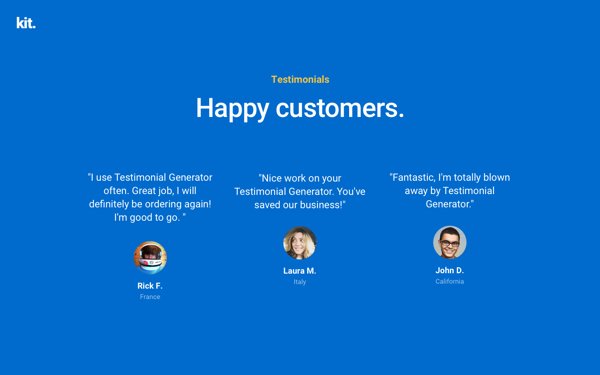 kit.
Testimonials
Happy customers.
"I use Testimonial Generator
often. Great job, I will
definitely be ordering again!
I'm good to go. "
Rick F.
France
"Nice work on your
Testimonial Generator. You've
saved our business!"
Laura M.
Italy
"Fantastic, I'm totally blown
away by Testimonial
Generator."
John D.
California